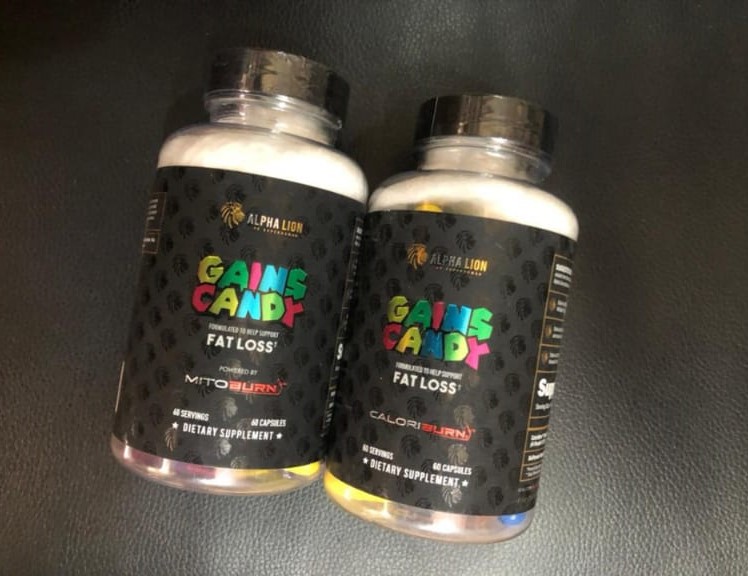 ALPHA LION
GAINS
CANDY
FORMULATED TO HELP SUPPORT
FAT LOSS†
POWERED BY
MITOBURN
60 SERVINGS
60 CAPSULES
★ DIETARY SUPPLEMENT ★
ALPHA LION
GAINS
CANDY
FORMULATED TO HELP SUPPORT
FAT LOSS†
CALORIBURN
60 SERVINGS
60 CAPSULES
★ DIETARY SUPPLEMENT ★